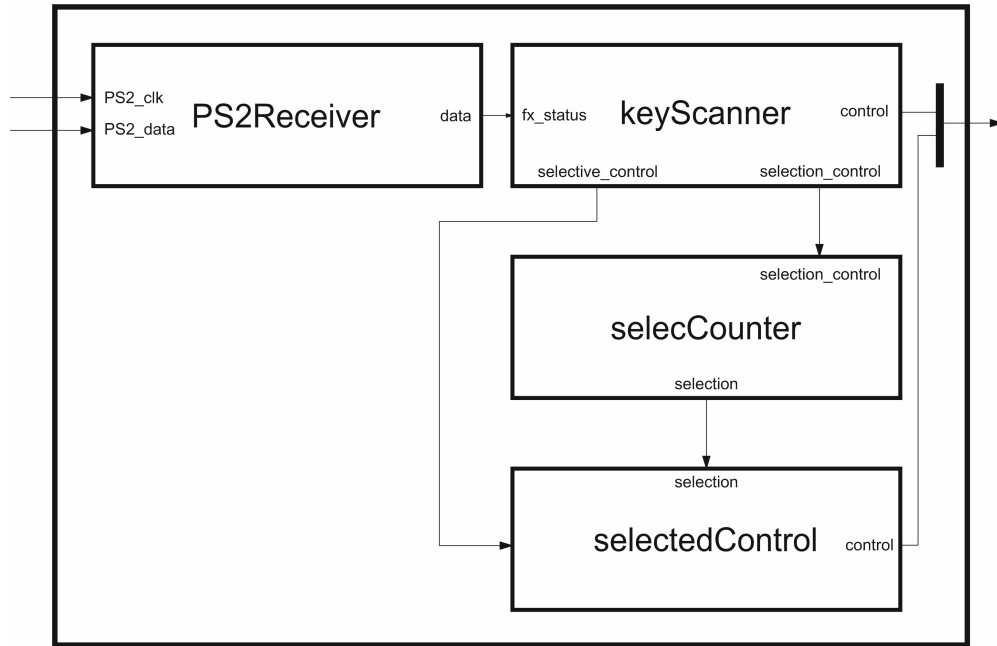 PS2_clk
PS2_data
PS2Receiver
data
fx_status
keyScanner
control
selective_control
selection_control
selection_control
selecCounter
selection
selection
selectedControl
control